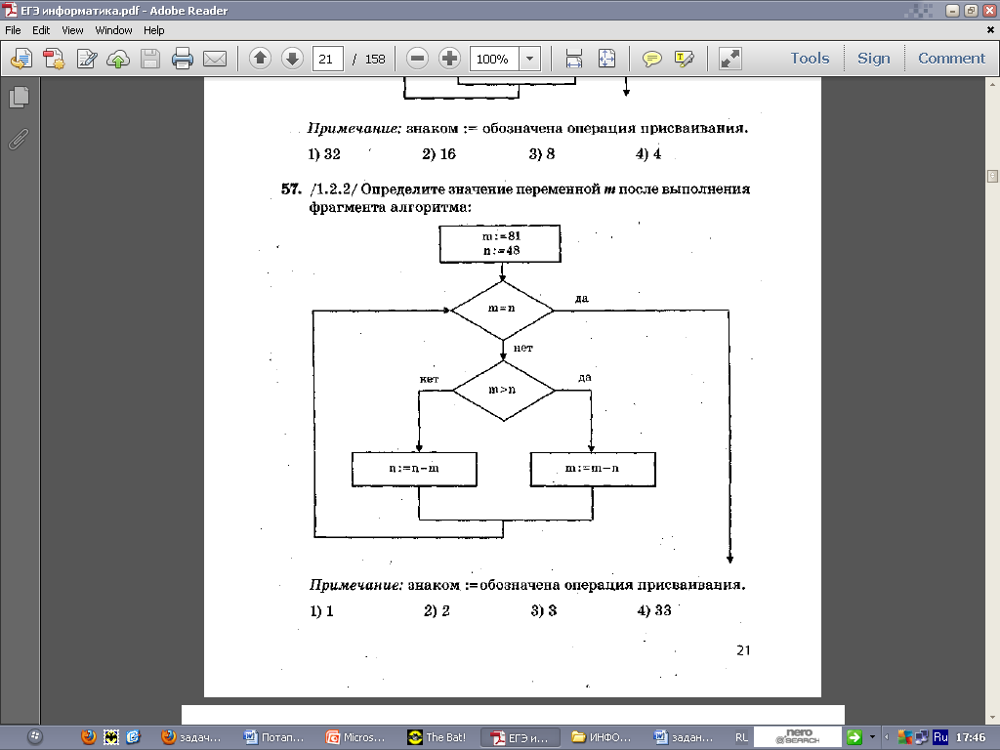 ЕГЭ информатика.pdf - Adobe Reader
File Edit View Window Help
21 / 158 100% Tools Sign Comment
Примечание: знаком := обозначена операция присваивания.
1) 32 2) 16 3) 8 4) 4
57. /1.2.2/ Определите значение переменной m после выполнения
фрагмента алгоритма:
m:=81
n:=48
да
m=n
нет
нет да
m>n
n:=n-m m:=m-n
Примечание: знаком := обозначена операция присваивания.
1) 1 2) 2 3) 3 4) 33
21
задач... Потап... Micros... The Bat! ЕГЭ и... ИНФО... задан... RU nero SEARCH Ru 17:46